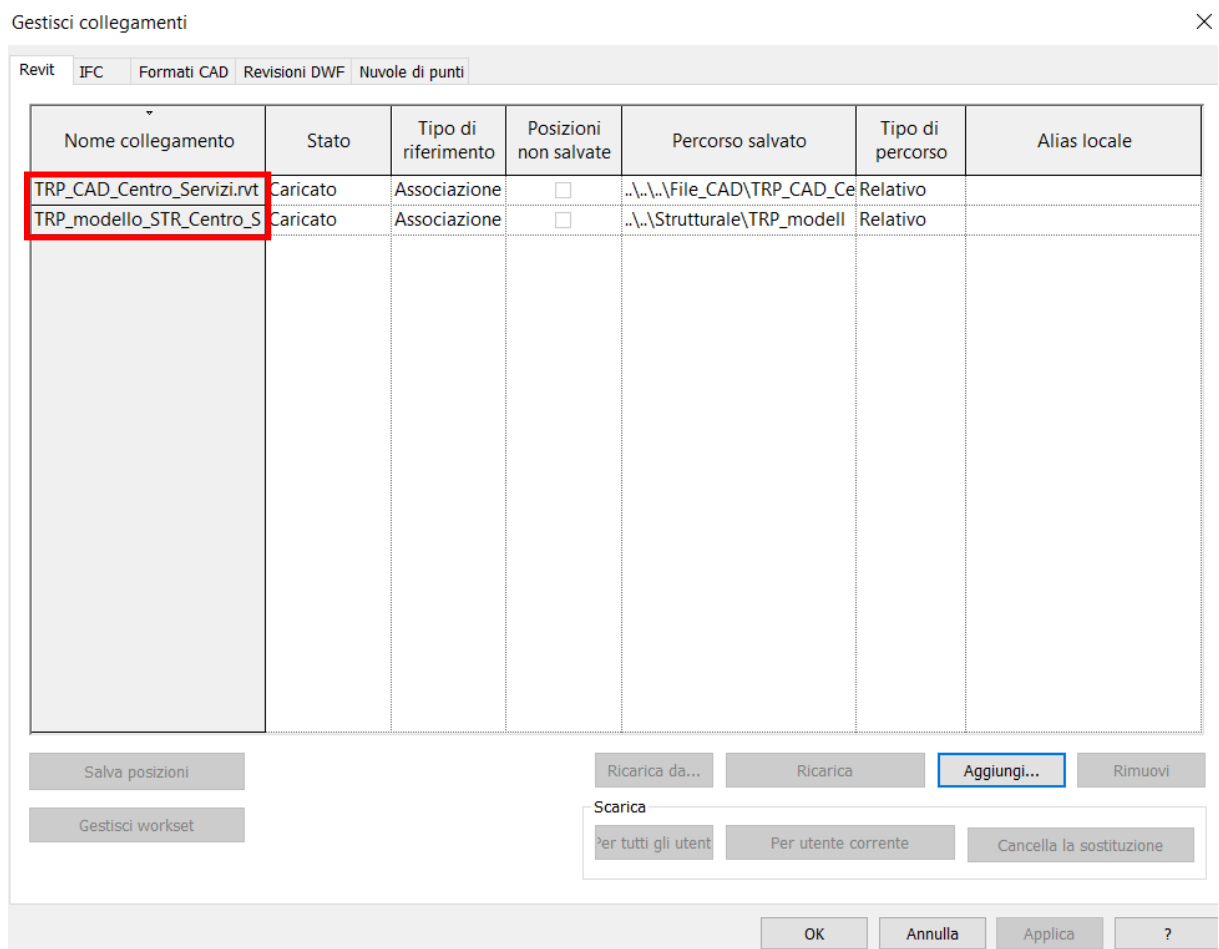 Gestisci collegamenti
Revit IFC Formati CAD Revisioni DWF Nuvole di punti
Nome collegamento Stato Tipo di riferimento Posizioni non salvate Percorso salvato Tipo di percorso Alias locale
TRP_CAD_Centro_Servizi.rvt Caricato Associazione ..\..\..\File_CAD\TRP_CAD_Ce Relativo
TRP_modello_STR_Centro_S Caricato Associazione ..\..\Strutturale\TRP_modell Relativo
Salva posizioni Ricarica da... Ricarica Aggiungi... Rimuovi
Scarica
Gestisci workset Per tutti gli utent Per utente corrente Cancella la sostituzione
OK Annulla Applica ?